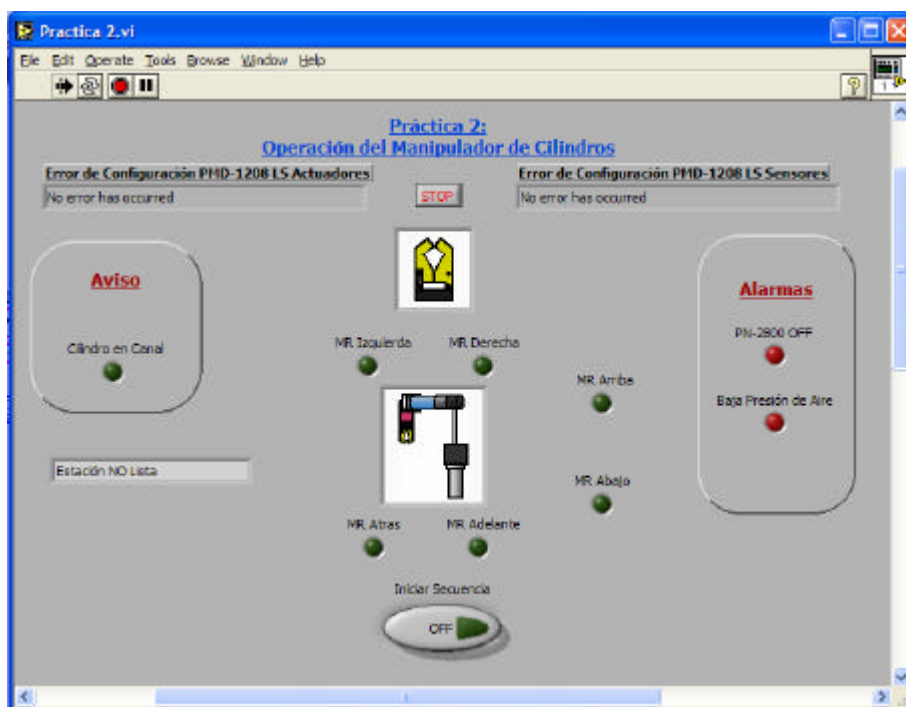 Practica 2.vi
File Edit Operate Tools Browse Window Help
1
Práctica 2:
Operación del Manipulador de Cilindros
Error de Configuración PMD-1208 LS Actuadores
Error de Configuración PMD-1208 LS Sensores
No error has occurred
STOP
No error has occurred
Aviso
Alarmas
PN-2800 OFF
Cilindro en Canal
MR Izquierda
MR Derecha
MR Arriba
Baja Presión de Aire
Estación NO Lista
MR Abajo
MR Atras
MR Adelante
Iniciar Secuencia
OFF